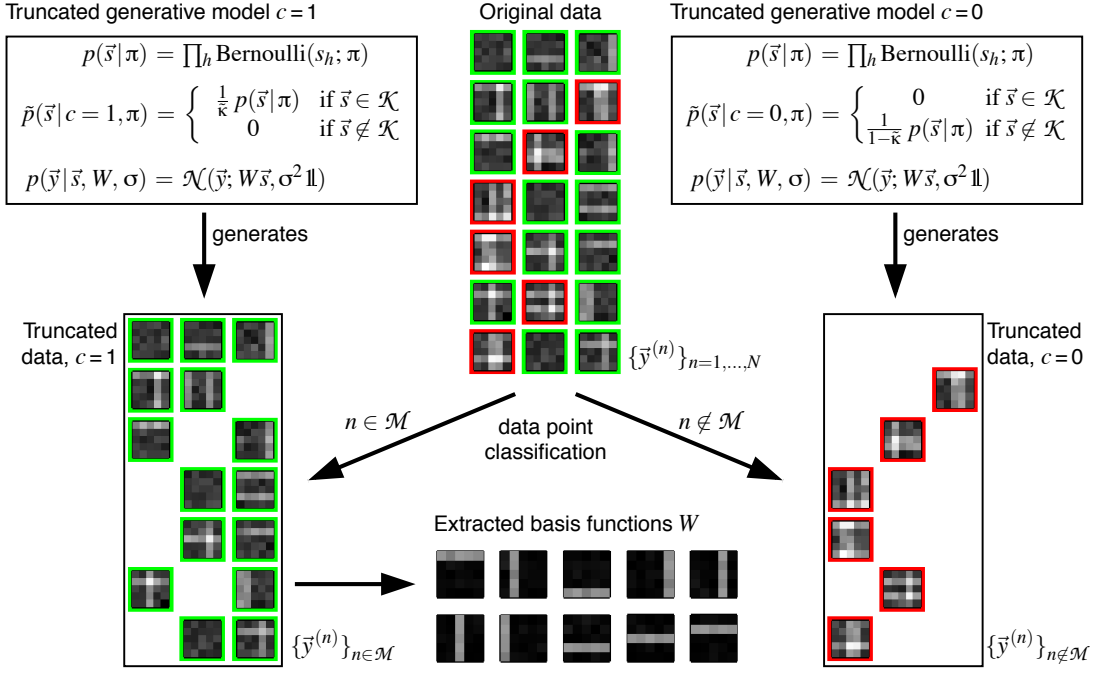 Truncated generative model c = 1
p(s⃗ | π) = ∏_h Bernoulli(s_h; π)
p̃(s⃗ | c = 1, π) = { 1/κ̃ p(s⃗ | π) if s⃗ ∈ 𝒦
0 if s⃗ ∉ 𝒦
p(y⃗ | s⃗, W, σ) = 𝒩(y⃗; W s⃗, σ² 𝟙)
generates
Original data
Truncated generative model c = 0
p(s⃗ | π) = ∏_h Bernoulli(s_h; π)
p̃(s⃗ | c = 0, π) = { 0 if s⃗ ∈ 𝒦
1/(1−κ̃) p(s⃗ | π) if s⃗ ∉ 𝒦
p(y⃗ | s⃗, W, σ) = 𝒩(y⃗; W s⃗, σ² 𝟙)
generates
Truncated
data, c = 1
{y⃗^(n)}_{n=1,...,N}
Truncated
data, c = 0
n ∈ ℳ
data point
classification
n ∉ ℳ
Extracted basis functions W
{y⃗^(n)}_{n∈ℳ}
{y⃗^(n)}_{n∉ℳ}